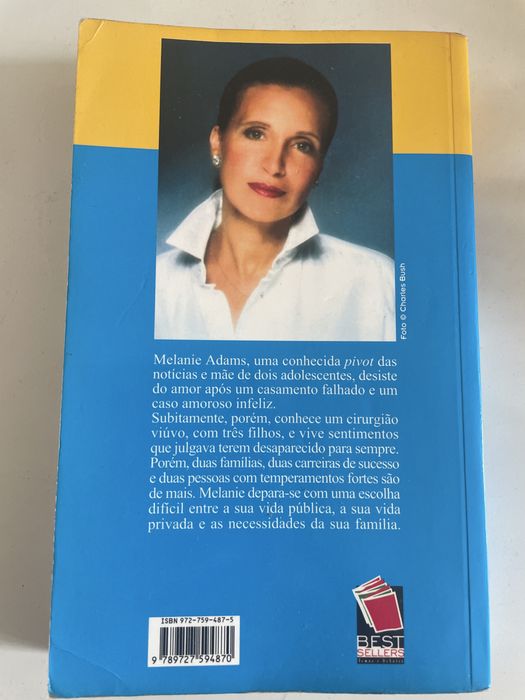 Foto © Charles Bush
Melanie Adams, uma conhecida pivot das
notícias e mãe de dois adolescentes, desiste
do amor após um casamento falhado e um
caso amoroso infeliz.
Subitamente, porém, conhece um cirurgião
viúvo, com três filhos, e vive sentimentos
que julgava terem desaparecido para sempre.
Porém, duas famílias, duas carreiras de sucesso
e duas pessoas com temperamentos fortes são
de mais. Melanie depara-se com uma escolha
difícil entre a sua vida pública, a sua vida
privada e as necessidades da sua família.
ISBN 972-759-487-5
9 789727 594870
BEST
SELLERS
Temas e Debates